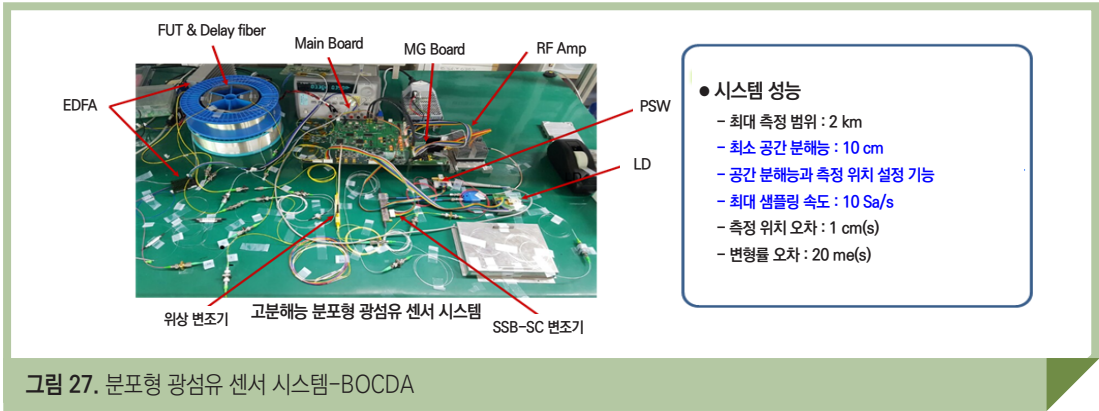 FUT & Delay fiber
Main Board
MG Board
RF Amp
EDFA
PSW
LD
위상 변조기
고분해능 분포형 광섬유 센서 시스템
SSB-SC 변조기
● 시스템 성능
- 최대 측정 범위 : 2 km
- 최소 공간 분해능 : 10 cm
- 공간 분해능과 측정 위치 설정 기능
- 최대 샘플링 속도 : 10 Sa/s
- 측정 위치 오차 : 1 cm(s)
- 변형률 오차 : 20 me(s)
그림 27. 분포형 광섬유 센서 시스템-BOCDA